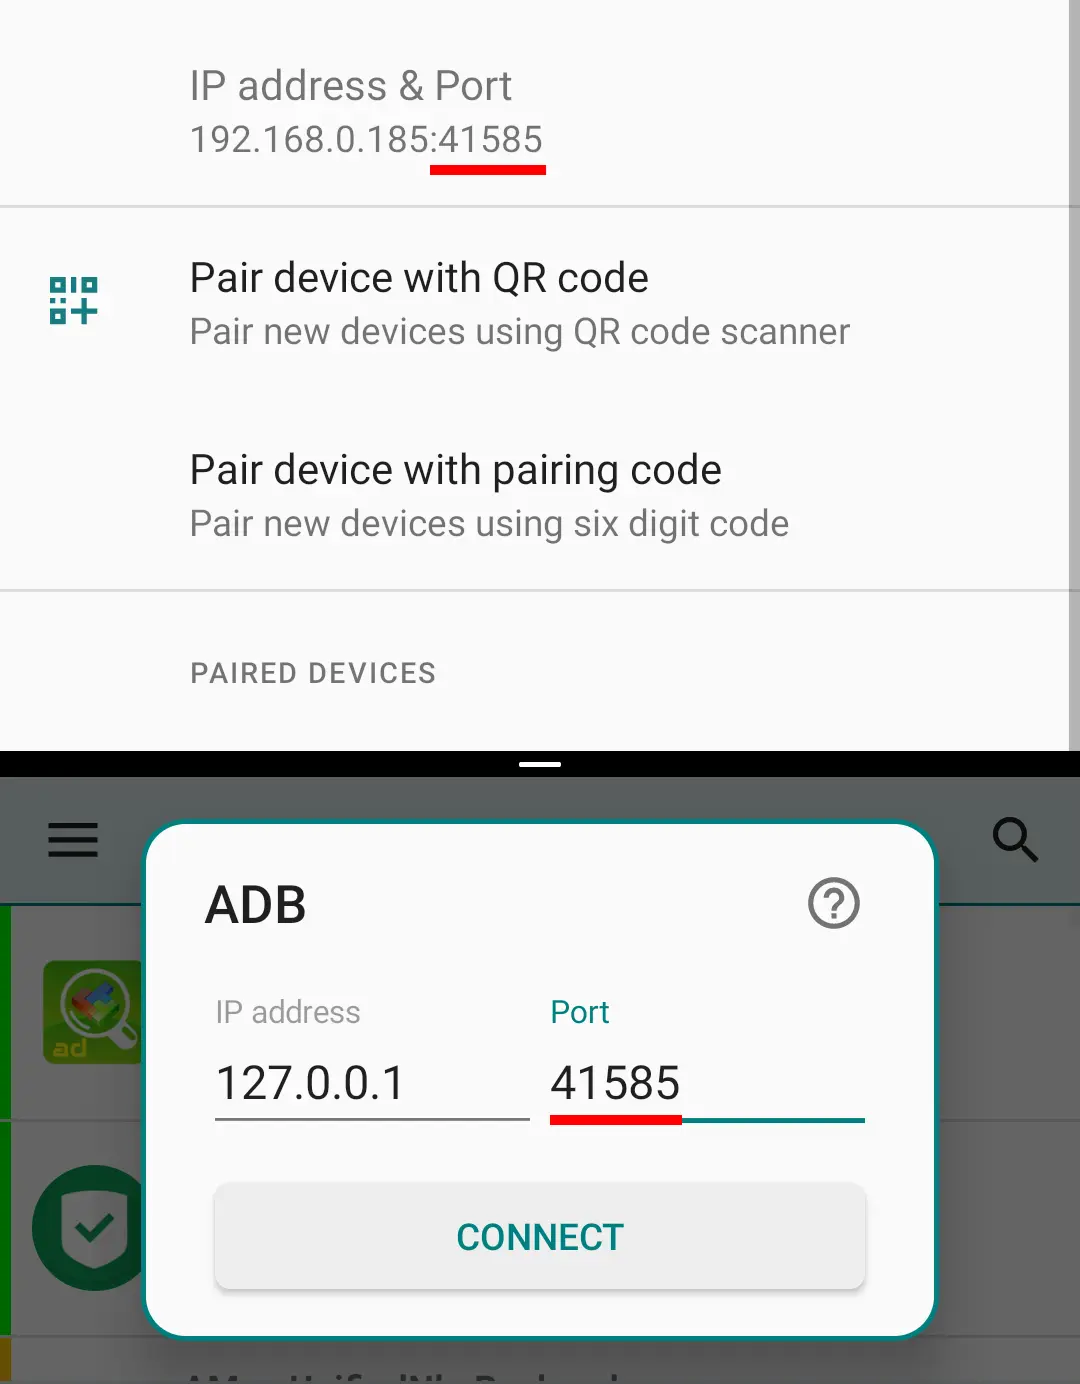 IP address & Port
192.168.0.185:41585
Pair device with QR code
Pair new devices using QR code scanner
Pair device with pairing code
Pair new devices using six digit code
PAIRED DEVICES
ADB
IP address Port
127.0.0.1 41585
CONNECT
ad